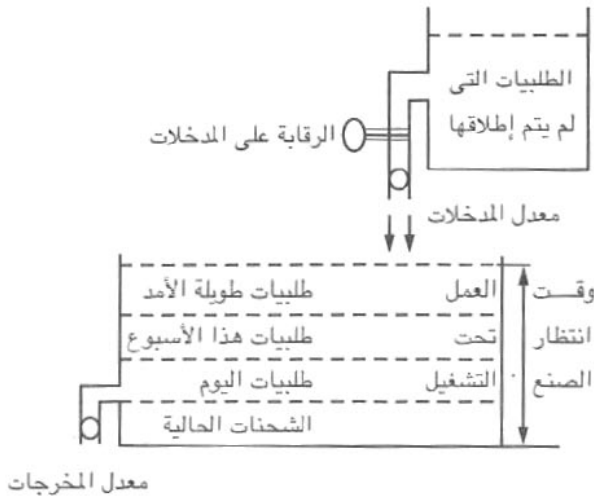 الطلبيات التى
لم يتم إطلاقها
الرقابة على المدخلات
معدل المدخلات
وقـــت العمل طلبيات طويلة الأمد
انتظار تحت طلبيات هذا الأسبوع
الصنع التشغيل طلبيات اليوم
الشحنات الحالية
معدل المخرجات